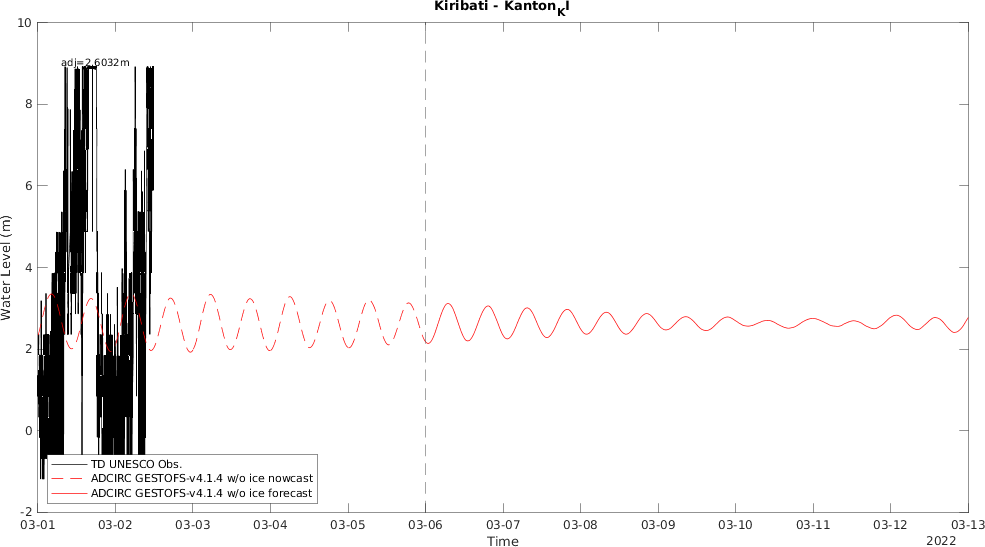 Kiribati - Kanton_KI
adj=2.6032m
10
8
6
4
2
0
-2
Water Level (m)
TD UNESCO Obs.
ADCIRC GESTOFS-v4.1.4 w/o ice nowcast
ADCIRC GESTOFS-v4.1.4 w/o ice forecast
03-01 03-02 03-03 03-04 03-05 03-06 03-07 03-08 03-09 03-10 03-11 03-12 03-13
Time
2022